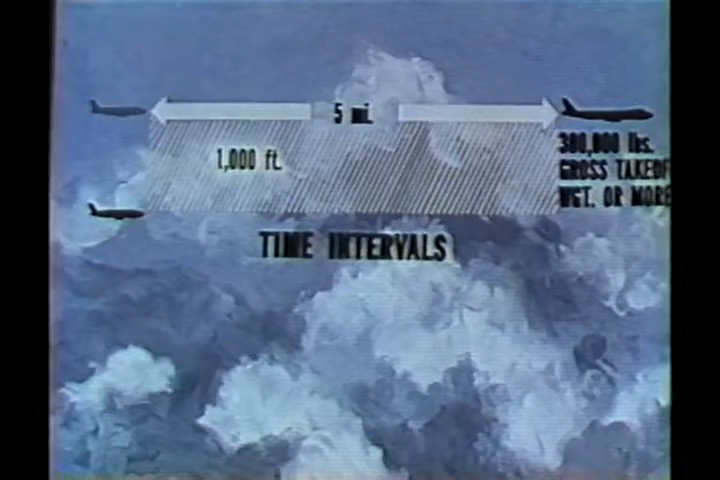 5 mi.
1,000 ft.
300,000 lbs.
GROSS TAKEOF
WGT. OR MORE
TIME INTERVALS